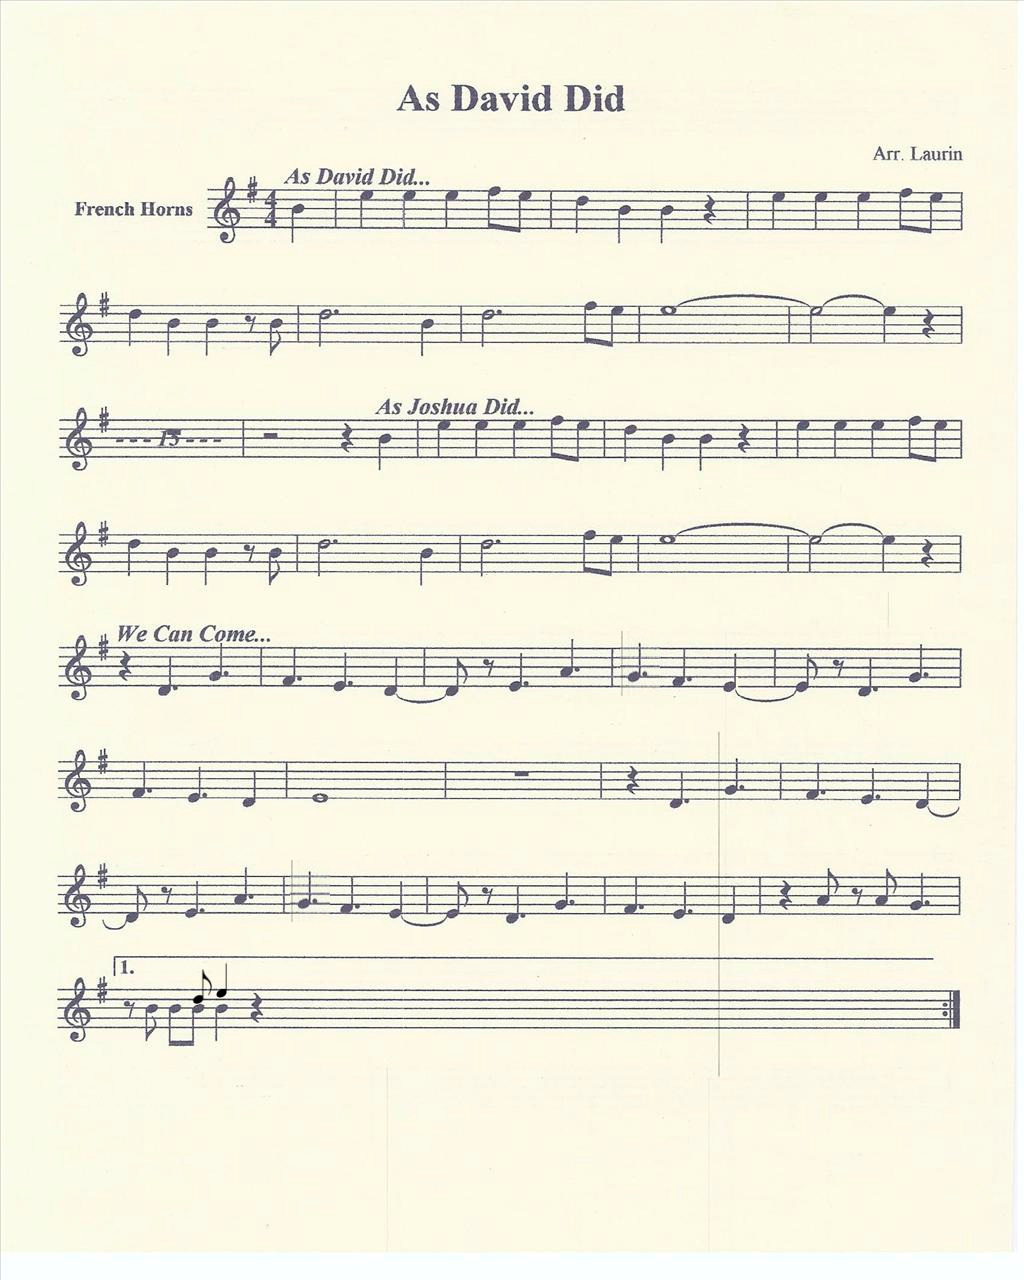 As David Did
Arr. Laurin
As David Did...
French Horns
4
4
- - - 15 - - -
As Joshua Did...
We Can Come...
1.